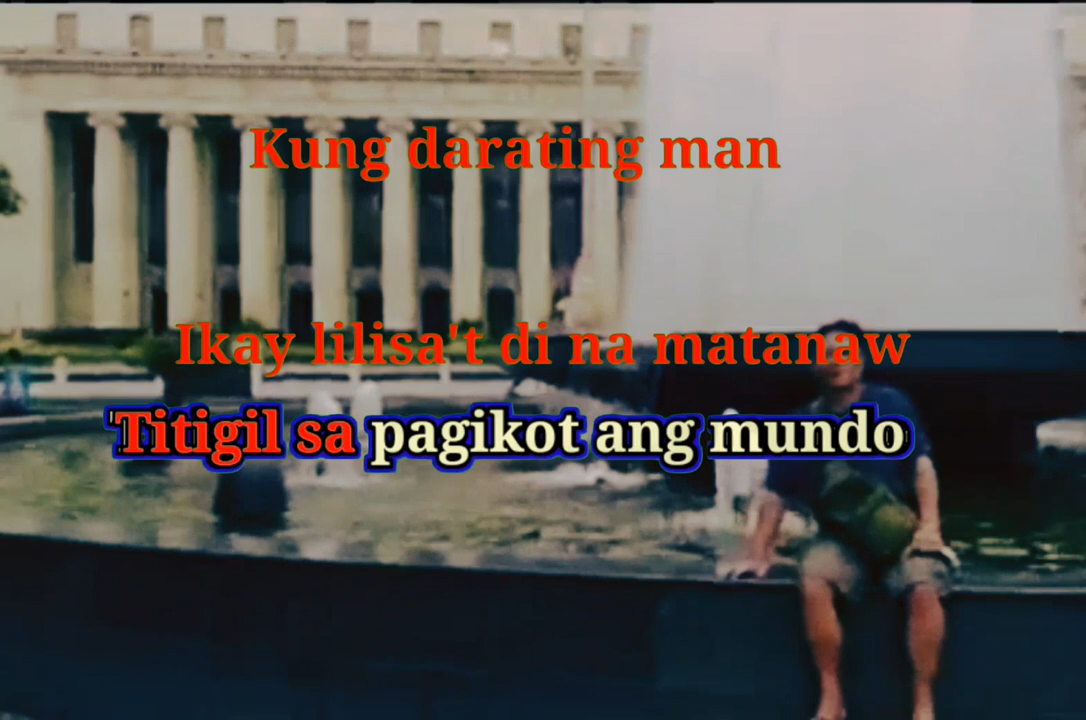 Kung darating man
Ikay lilisa't di na matanaw
Titigil sa pagikot ang mundo